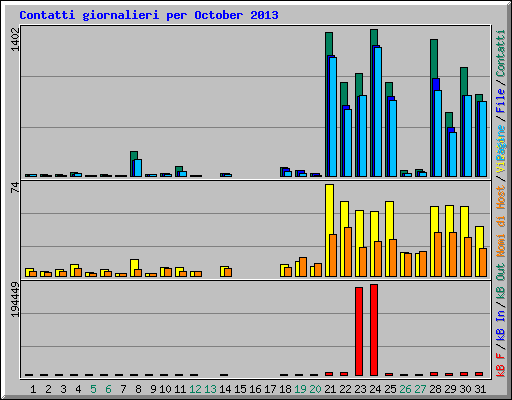 Contatti giornalieri per October 2013
1402
74
194449
kB F / kB In / kB Out Nomi di Host / Pagine / File / Contatti
1 2 3 4 5 6 7 8 9 10 11 12 13 14 15 16 17 18 19 20 21 22 23 24 25 26 27 28 29 30 31